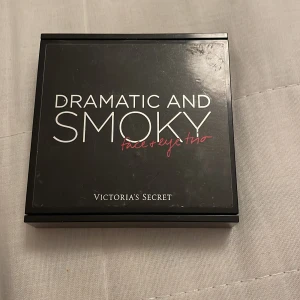 DRAMATIC AND
SMOKY
face & eye trio
VICTORIA'S SECRET